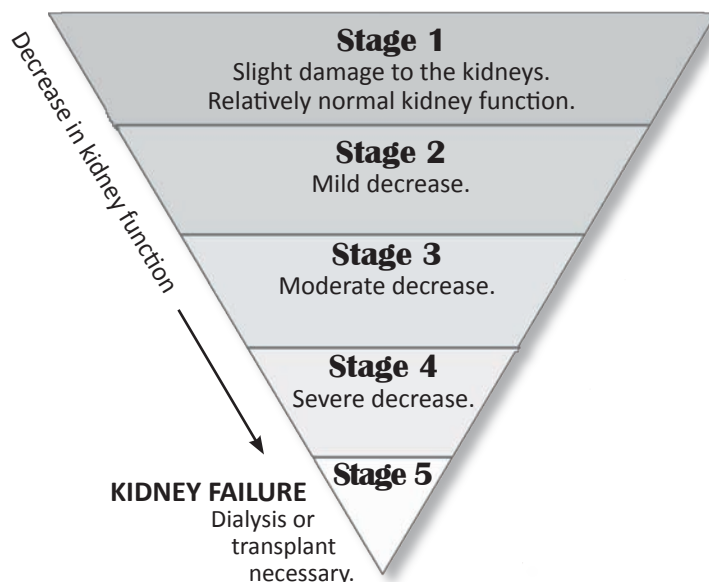 Decrease in kidney function
Stage 1
Slight damage to the kidneys.
Relatively normal kidney function.
Stage 2
Mild decrease.
Stage 3
Moderate decrease.
Stage 4
Severe decrease.
Stage 5
KIDNEY FAILURE
Dialysis or
transplant
necessary.